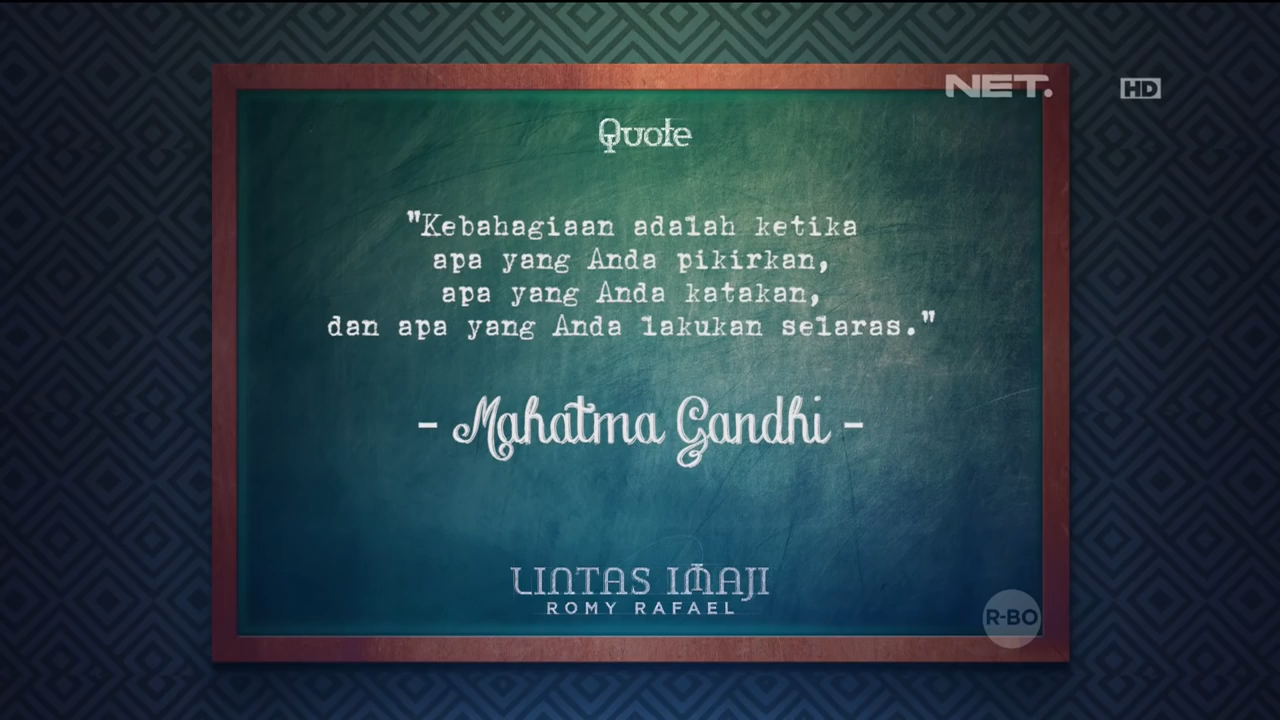 NET.
HD
Quote
"Kebahagiaan adalah ketika
apa yang Anda pikirkan,
apa yang Anda katakan,
dan apa yang Anda lakukan selaras."
- Mahatma Gandhi -
LINTAS IMAJI
ROMY RAFAEL
R-BO